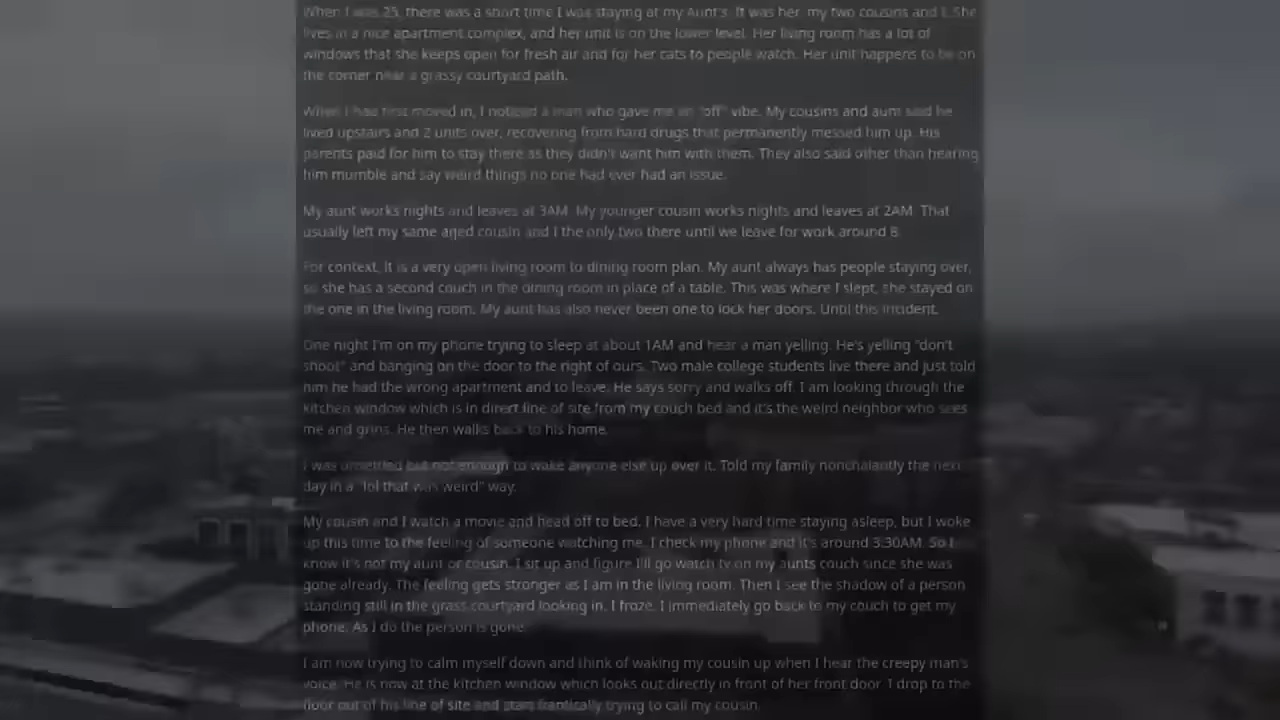 When I was 25, there was a short time I was staying at my Aunt's. It was her, my two cousins and I. She
lives in a nice apartment complex, and her unit is on the lower level. Her living room has a lot of
windows that she keeps open for fresh air and for her cats to people watch. Her unit happens to be on
the corner near a grassy courtyard path.
When I had first moved in, I noticed a man who gave me an "off" vibe. My cousins and aunt said he
lived upstairs and 2 units over, recovering from hard drugs that permanently messed him up. His
parents paid for him to stay there as they didn't want him with them. They also said other than hearing
him mumble and say weird things no one had ever had an issue.
My aunt works nights and leaves at 3AM. My younger cousin works nights and leaves at 2AM. That
usually left my same aged cousin and I the only two there until we leave for work around 8.
For context, it is a very open living room to dining room plan. My aunt always has people staying over,
so she has a second couch in the dining room in place of a table. This was where I slept, she stayed on
the one in the living room. My aunt has also never been one to lock her doors. Until this incident.
One night I'm on my phone trying to sleep at about 1AM and hear a man yelling. He's yelling "don't
shoot" and banging on the door to the right of ours. Two male college students live there and just told
him he had the wrong apartment and to leave. He says sorry and walks off. I am looking through the
kitchen window which is in direct line of site from my couch bed and it's the weird neighbor who sees
me and grins. He then walks back to his home.
I was unsettled but not enough to wake anyone else up over it. Told my family nonchalantly the next
day in a "lol that was weird" way.
My cousin and I watch a movie and head off to bed. I have a very hard time staying asleep, but I woke
up this time to the feeling of someone watching me. I check my phone and it's around 3:30AM. So I
know it's not my aunt or cousin. I sit up and figure I'll go watch tv on my aunts couch since she was
gone already. The feeling gets stronger as I am in the living room. Then I see the shadow of a person
standing still in the grass courtyard looking in. I froze. I immediately go back to my couch to get my
phone. As I do the person is gone.
I am now trying to calm myself down and think of waking my cousin up when I hear the creepy man's
voice. He is now at the kitchen window which looks out directly in front of her front door. I drop to the
floor out of his line of site and start frantically trying to call my cousin.